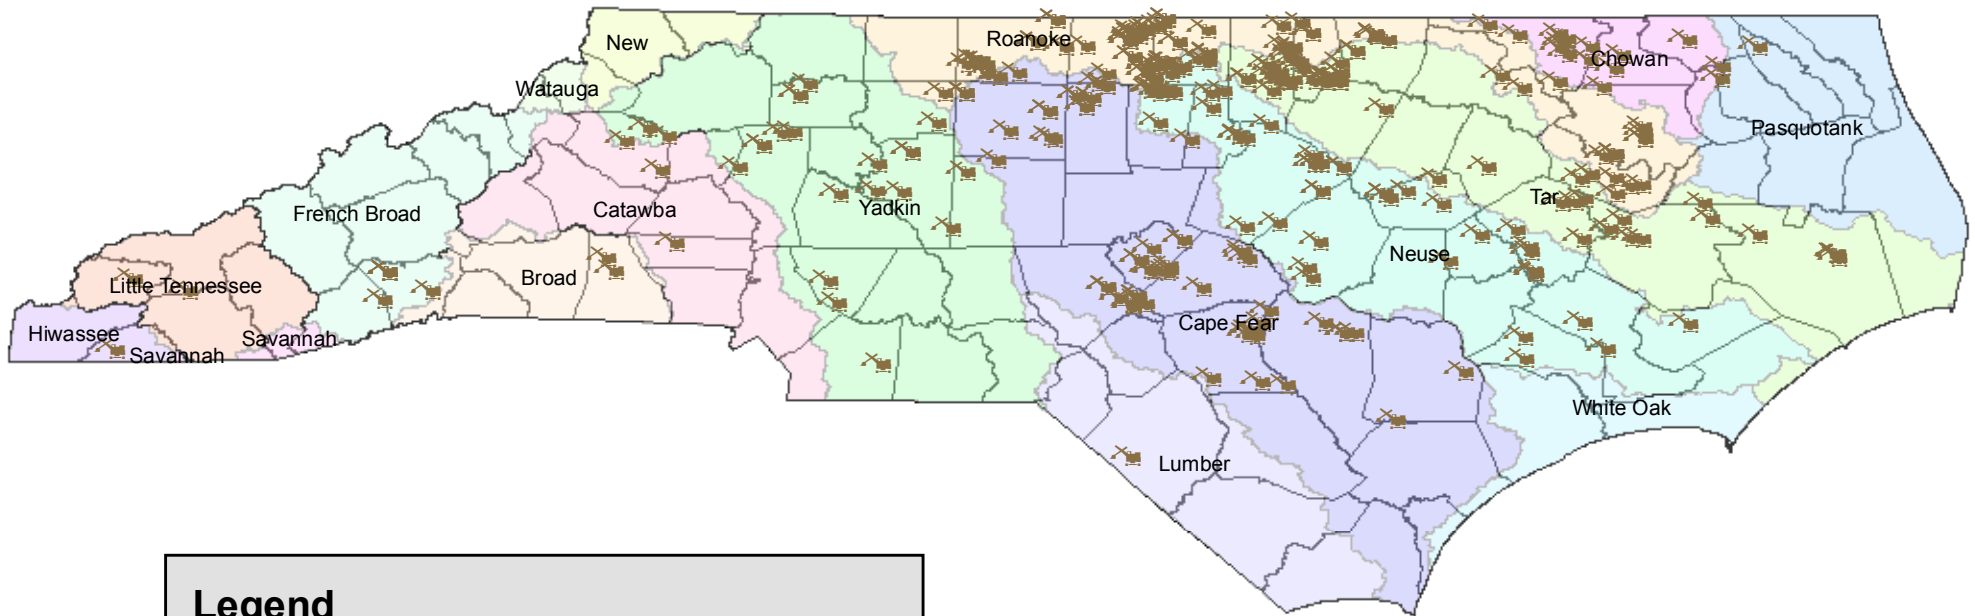 New
Roanoke
Chowan
Watauga
Pasquotank
French Broad
Catawba
Yadkin
Tar
Neuse
Broad
Little Tennessee
Hiwassee
Savannah
Savannah
Cape Fear
White Oak
Lumber
Legend